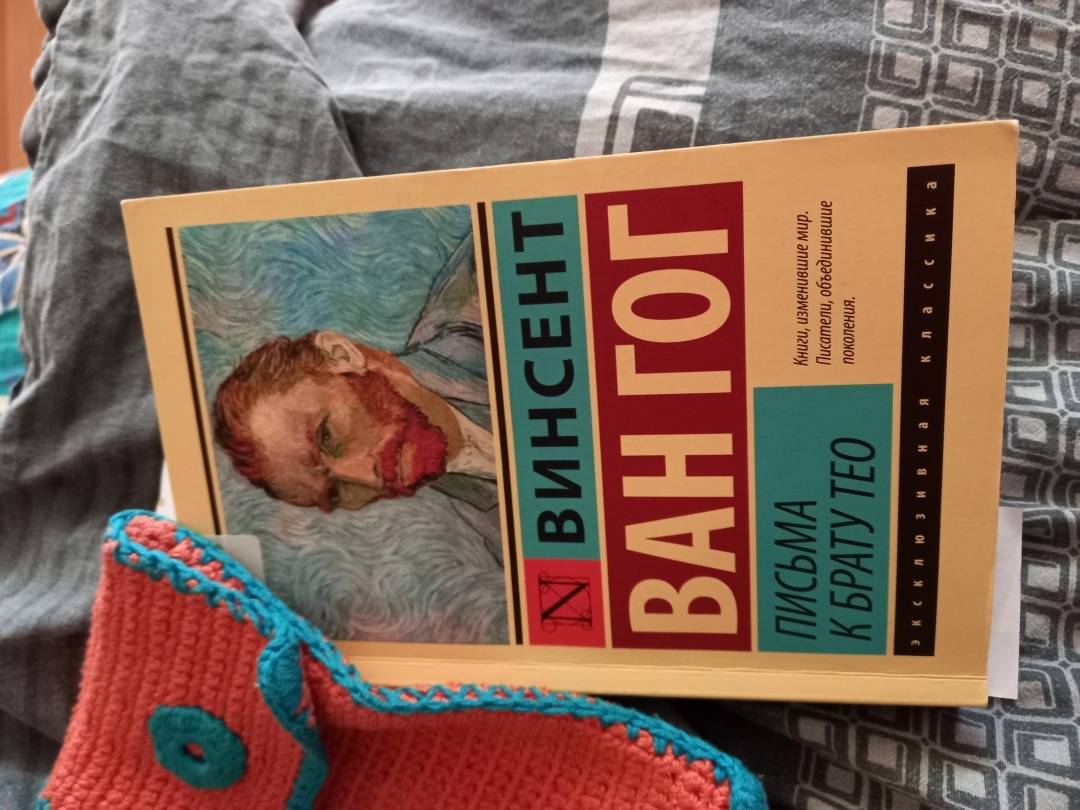 ВИНСЕНТ
ВАН ГОГ
ПИСЬМА
К БРАТУ ТЕО
Книги, изменившие мир.
Писатели, объединившие
поколения.
ЭКСКЛЮЗИВНАЯ КЛАССИКА